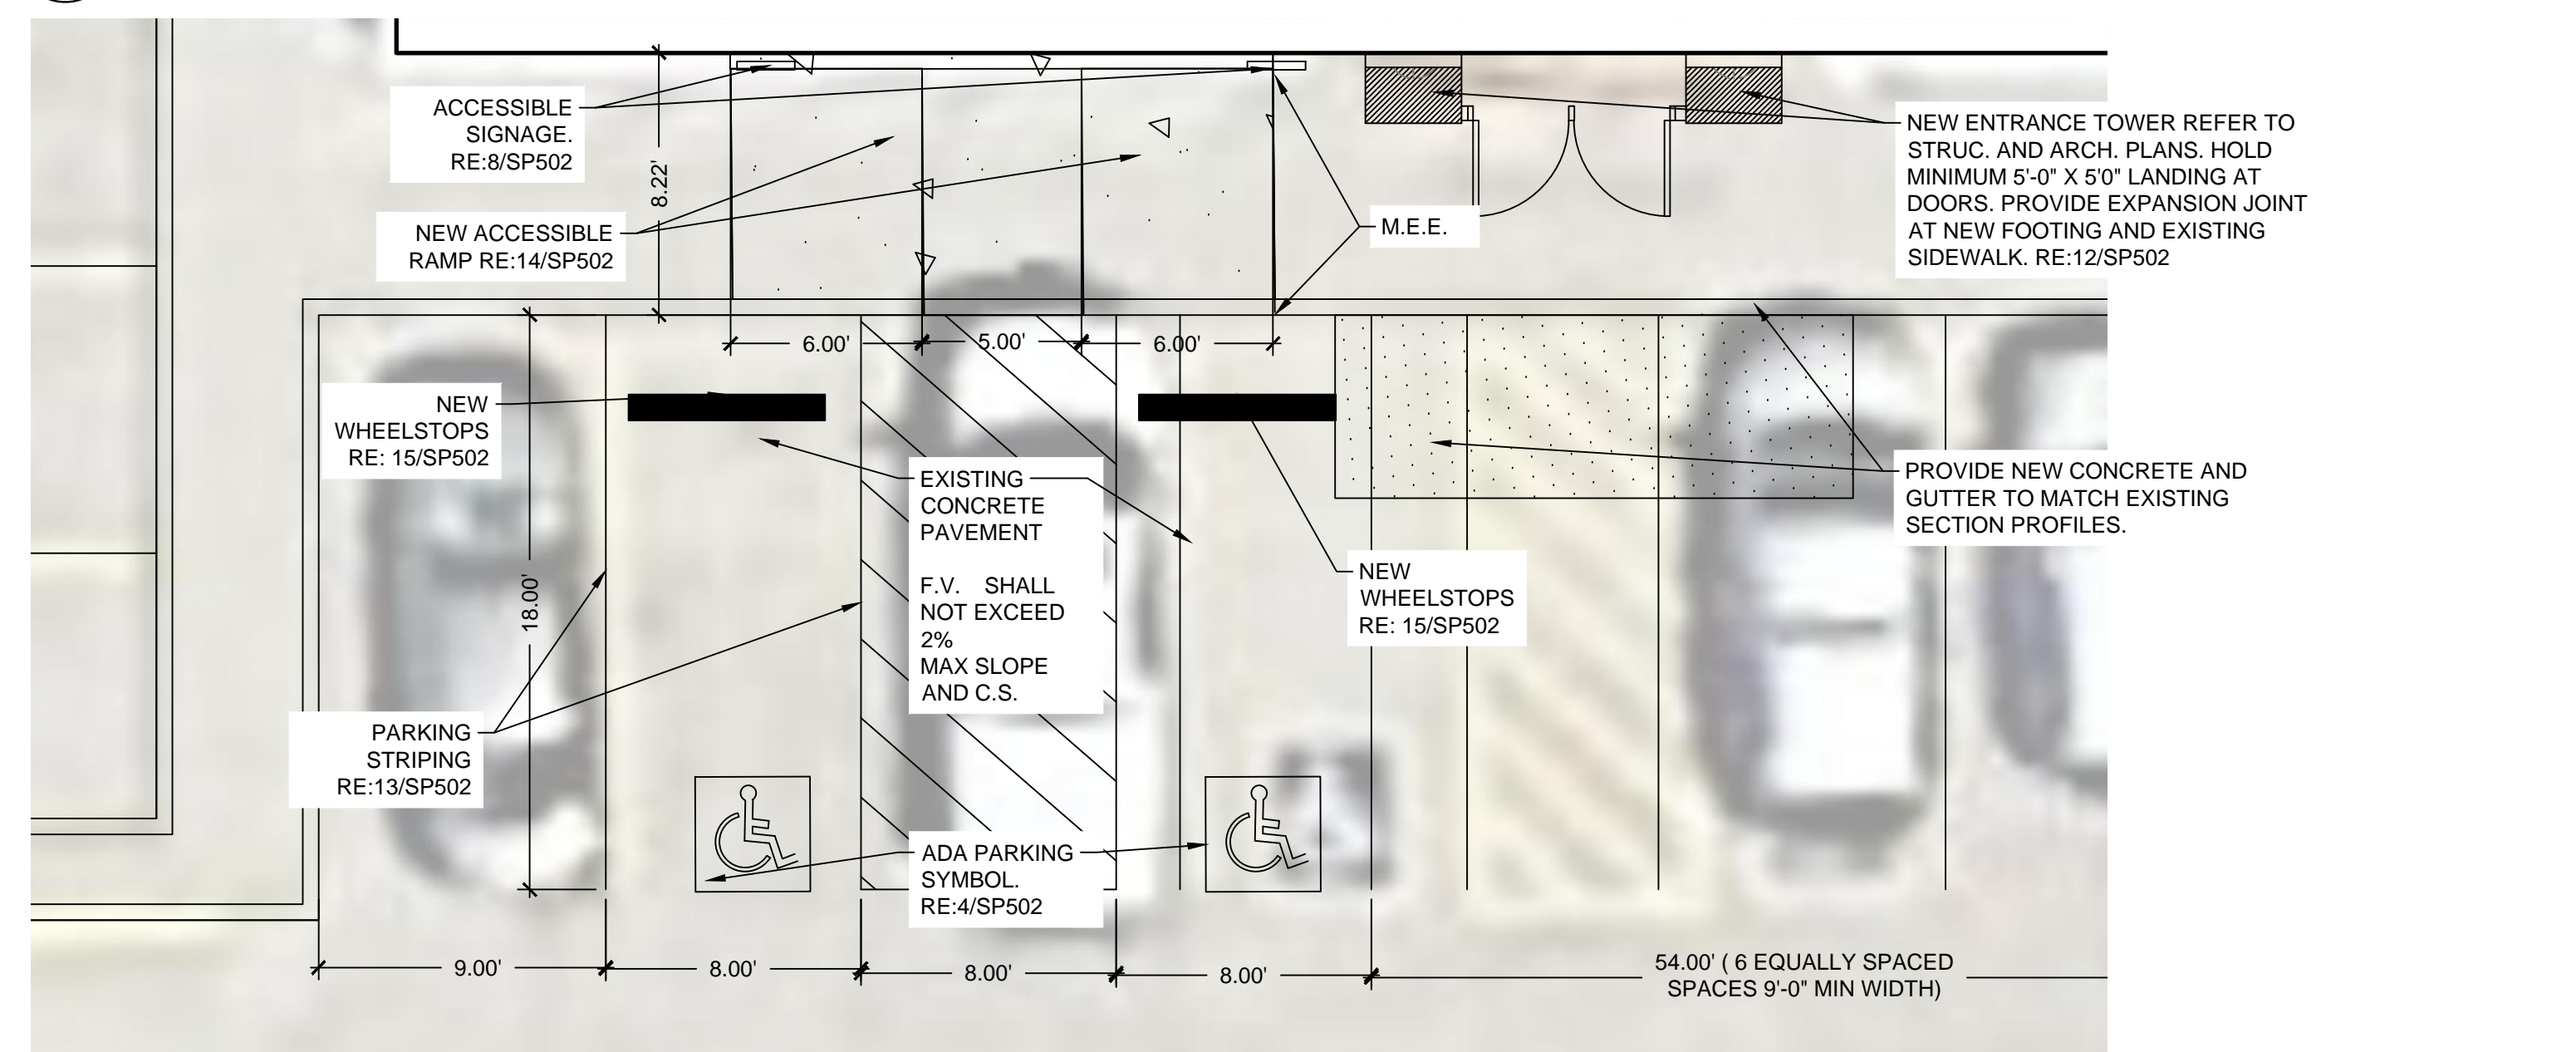 ACCESSIBLE
SIGNAGE.
RE:8/SP502
8.22'
NEW ACCESSIBLE
RAMP RE:14/SP502
M.E.E.
NEW ENTRANCE TOWER REFER TO
STRUC. AND ARCH. PLANS. HOLD
MINIMUM 5'-0" X 5'0" LANDING AT
DOORS. PROVIDE EXPANSION JOINT
AT NEW FOOTING AND EXISTING
SIDEWALK. RE:12/SP502
6.00'
5.00'
6.00'
NEW
WHEELSTOPS
RE: 15/SP502
EXISTING
CONCRETE
PAVEMENT
F.V. SHALL
NOT EXCEED
2%
MAX SLOPE
AND C.S.
PROVIDE NEW CONCRETE AND
GUTTER TO MATCH EXISTING
SECTION PROFILES.
18.00'
NEW
WHEELSTOPS
RE: 15/SP502
PARKING
STRIPING
RE:13/SP502
ADA PARKING
SYMBOL.
RE:4/SP502
9.00'
8.00'
8.00'
8.00'
54.00' ( 6 EQUALLY SPACED
SPACES 9'-0" MIN WIDTH)